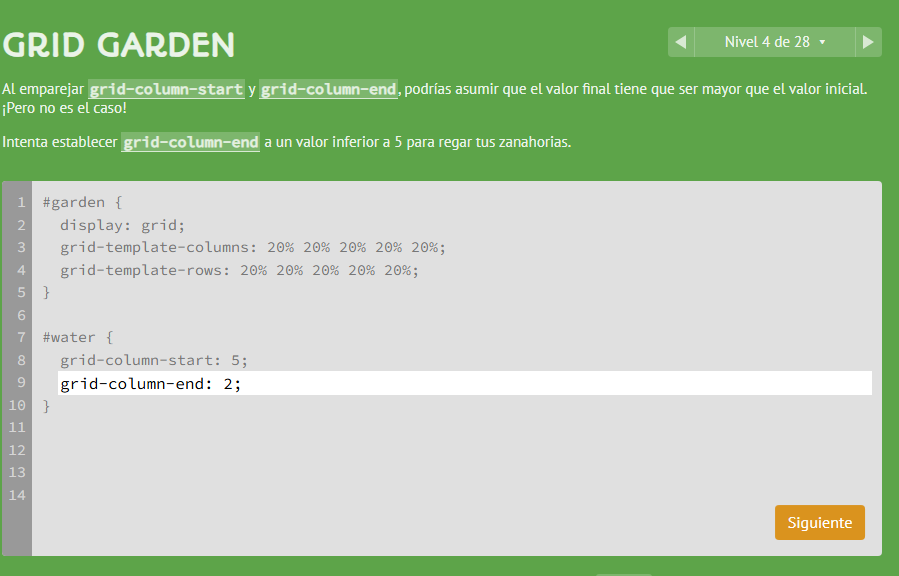 GRID GARDEN
Nivel 4 de 28
Al emparejar grid-column-start y grid-column-end, podrías asumir que el valor final tiene que ser mayor que el valor inicial.
¡Pero no es el caso!
Intenta establecer grid-column-end a un valor inferior a 5 para regar tus zanahorias.
1 #garden {
2 display: grid;
3 grid-template-columns: 20% 20% 20% 20% 20%;
4 grid-template-rows: 20% 20% 20% 20% 20%;
5 }
6
7 #water {
8 grid-column-start: 5;
9 grid-column-end: 2;
10 }
11
12
13
14
Siguiente